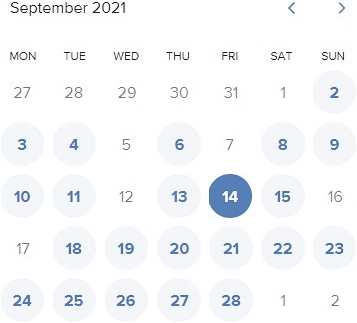 September 2021
MON TUE WED THU FRI SAT SUN
27 28 29 30 31 1 2
3 4 5 6 7 8 9
10 11 12 13 14 15 16
17 18 19 20 21 22 23
24 25 26 27 28 1 2